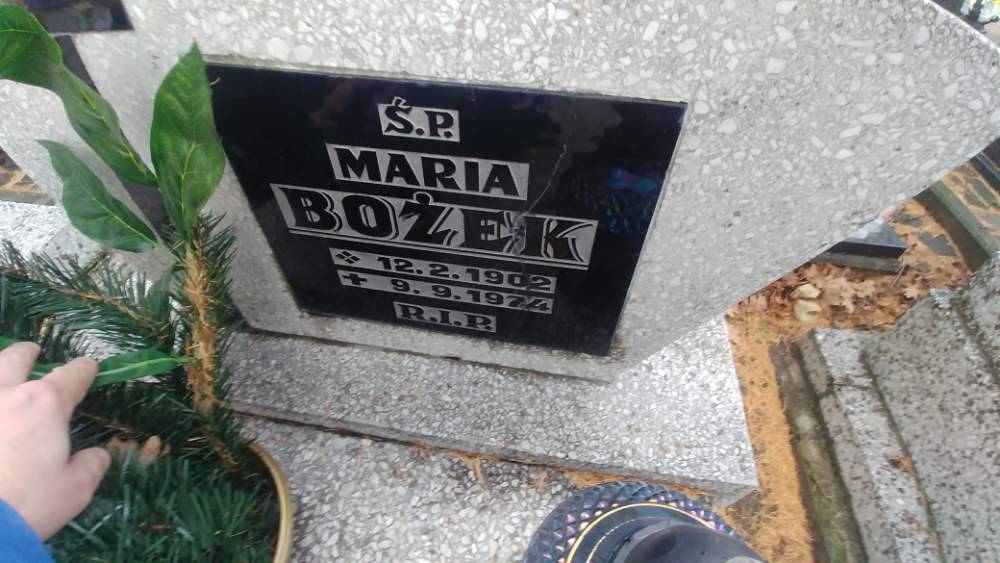 Ś.P.
MARIA
BOŻEK
12.2.1902
9.9.1974
R.I.P.